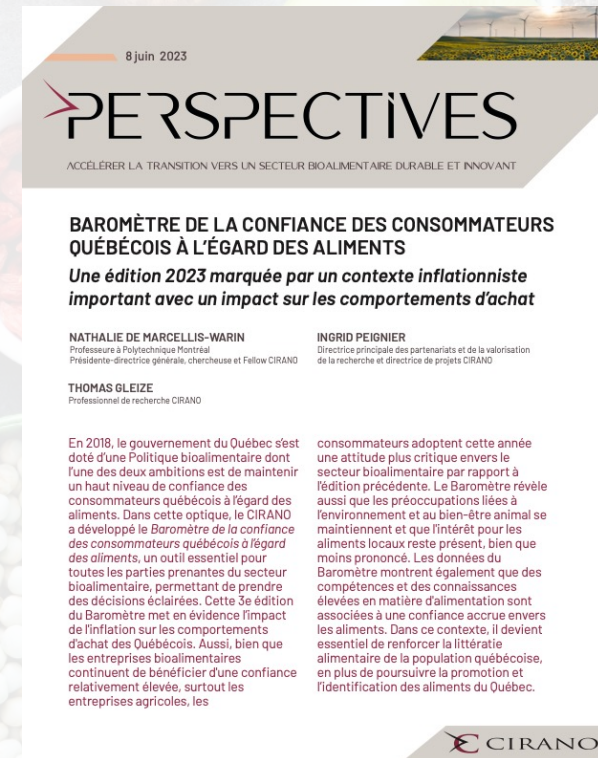 8 juin 2023
PERSPECTIVES
ACCÉLÉRER LA TRANSITION VERS UN SECTEUR BIOALIMENTAIRE DURABLE ET INNOVANT
BAROMÈTRE DE LA CONFIANCE DES CONSOMMATEURS
QUÉBÉCOIS À L'ÉGARD DES ALIMENTS
Une édition 2023 marquée par un contexte inflationniste
important avec un impact sur les comportements d'achat
NATHALIE DE MARCELLIS-WARIN
Professeure à Polytechnique Montréal
Présidente-directrice générale, chercheuse et Fellow CIRANO
INGRID PEIGNIER
Directrice principale des partenariats et de la valorisation
de la recherche et directrice de projets CIRANO
THOMAS GLEIZE
Professionnel de recherche CIRANO
En 2018, le gouvernement du Québec s'est
doté d'une Politique bioalimentaire dont
l'une des deux ambitions est de maintenir
un haut niveau de confiance des
consommateurs québécois à l'égard des
aliments. Dans cette optique, le CIRANO
a développé le Baromètre de la confiance
des consommateurs québécois à l'égard
des aliments, un outil essentiel pour
toutes les parties prenantes du secteur
bioalimentaire, permettant de prendre
des décisions éclairées. Cette 3e édition
du Baromètre met en évidence l'impact
de l'inflation sur les comportements
d'achat des Québécois. Aussi, bien que
les entreprises bioalimentaires
continuent de bénéficier d'une confiance
relativement élevée, surtout les
entreprises agricoles, les
consommateurs adoptent cette année
une attitude plus critique envers le
secteur bioalimentaire par rapport à
l'édition précédente. Le Baromètre révèle
aussi que les préoccupations liées à
l'environnement et au bien-être animal se
maintiennent et que l'intérêt pour les
aliments locaux reste présent, bien que
moins prononcé. Les données du
Baromètre montrent également que des
compétences et des connaissances
élevées en matière d'alimentation sont
associées à une confiance accrue envers
les aliments. Dans ce contexte, il devient
essentiel de renforcer la littératie
alimentaire de la population québécoise,
en plus de poursuivre la promotion et
l'identification des aliments du Québec.
CIRANO